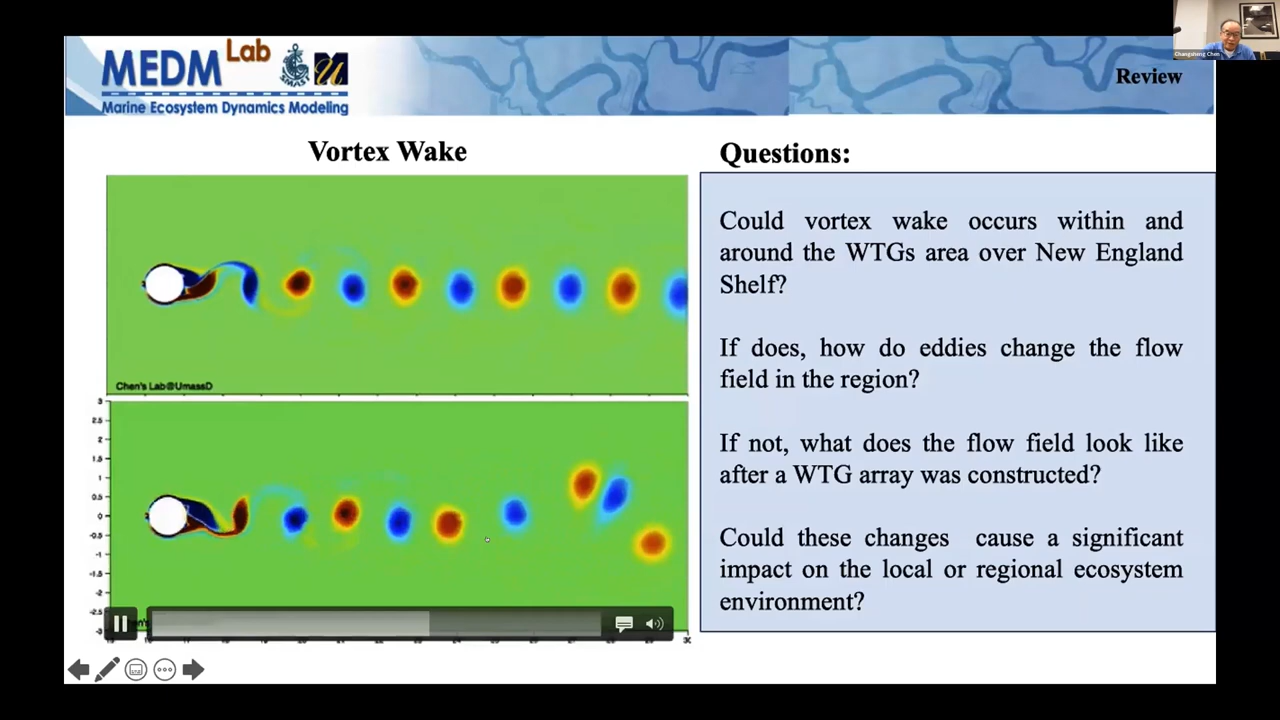 Changsheng Chen
MEDM Lab
Marine Ecosystem Dynamics Modeling
Review
Vortex Wake
Chen's Lab@UmassD
3
2.5
2
1.5
1
0.5
0
-0.5
-1
-1.5
-2
-2.5
-3
30
Questions:
Could vortex wake occurs within and
around the WTGs area over New England
Shelf?
If does, how do eddies change the flow
field in the region?
If not, what does the flow field look like
after a WTG array was constructed?
Could these changes cause a significant
impact on the local or regional ecosystem
environment?